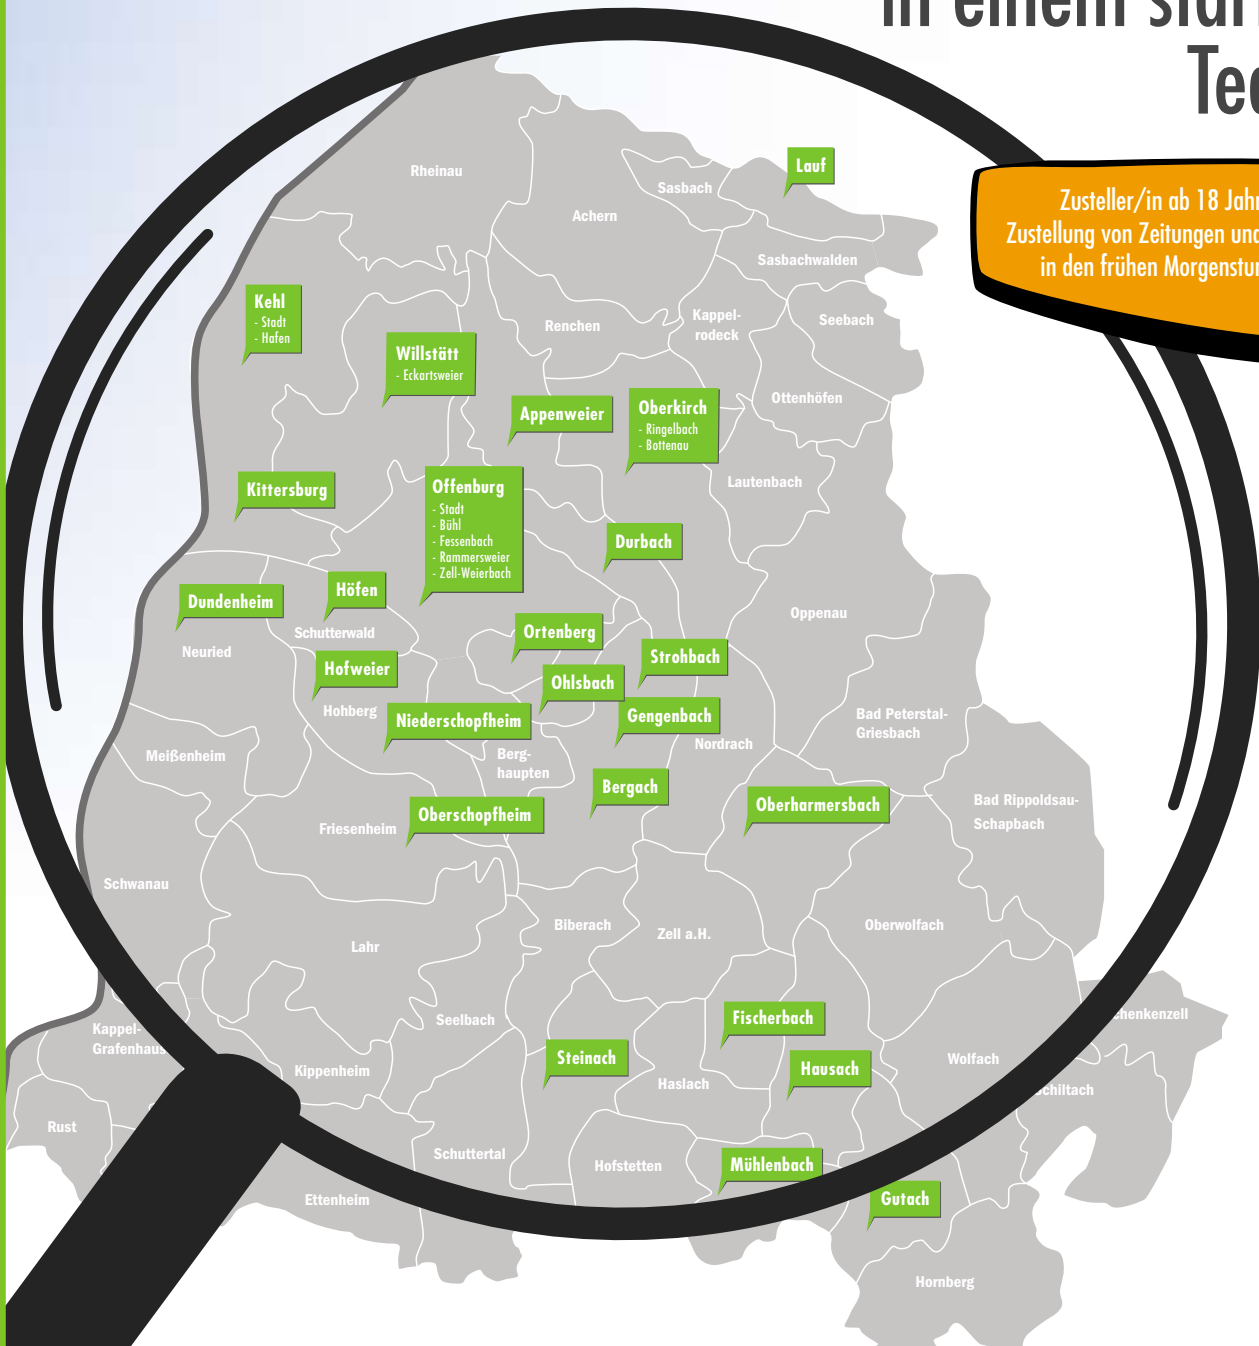 in einem
Zusteller/in ab 18
Zustellung von Zeitungen
in den frühen
Lauf
Rheinau
Sasbach
Achern
Sasbachwalden
Kehl
- Stadt
- Hafen
Renchen
Kappel-
rodeck
Seebach
Willstätt
- Eckartsweier
Ottenhöfen
Appenweier
Oberkirch
- Ringelbach
- Bottenau
Lautenbach
Kittersburg
Offenburg
- Stadt
- Bühl
- Fessenbach
- Rammersweier
- Zell-Weierbach
Durbach
Höfen
Dundenheim
Oppenau
Schutterwald
Ortenberg
Neuried
Strohbach
Hofweier
Ohlsbach
Hohberg
Niederschopfheim
Gengenbach
Bad Peterstal-
Griesbach
Nordrach
Meißenheim
Berg-
haupten
Bergach
Oberharmersbach
Bad Rippoldsau-
Schapbach
Oberschopfheim
Friesenheim
Schwanau
Biberach
Zell a.H.
Oberwolfach
Lahr
Seelbach
Fischerbach
Kappel-
Steinach
Wolfach
Kippenheim
Haslach
Hausach
Rust
Schuttertal
Hofstetten
Mühlenbach
Ettenheim
Gutach
Hornberg